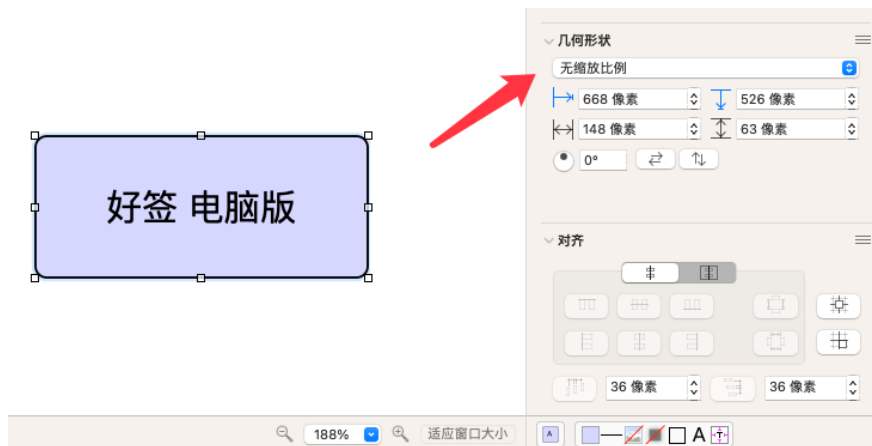 几何形状
无缩放比例
668 像素
526 像素
148 像素
63 像素
0°
好签 电脑版
对齐
36 像素
36 像素
188%
适应窗口大小
A
A
T